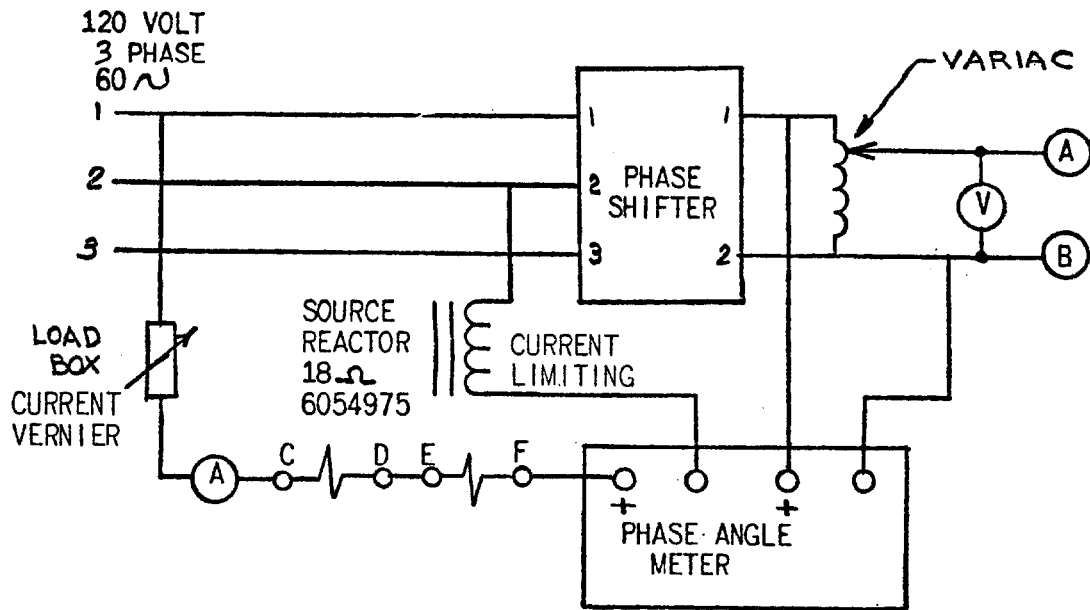 120 VOLT
3 PHASE
60 ~
VARIAC
1
1
1
2
2
PHASE
SHIFTER
A
V
3
3
2
B
LOAD
BOX
CURRENT
VERNIER
SOURCE
REACTOR
18 Ω
6054975
CURRENT
LIMITING
A
C
D
E
F
+
+
PHASE ANGLE
METER